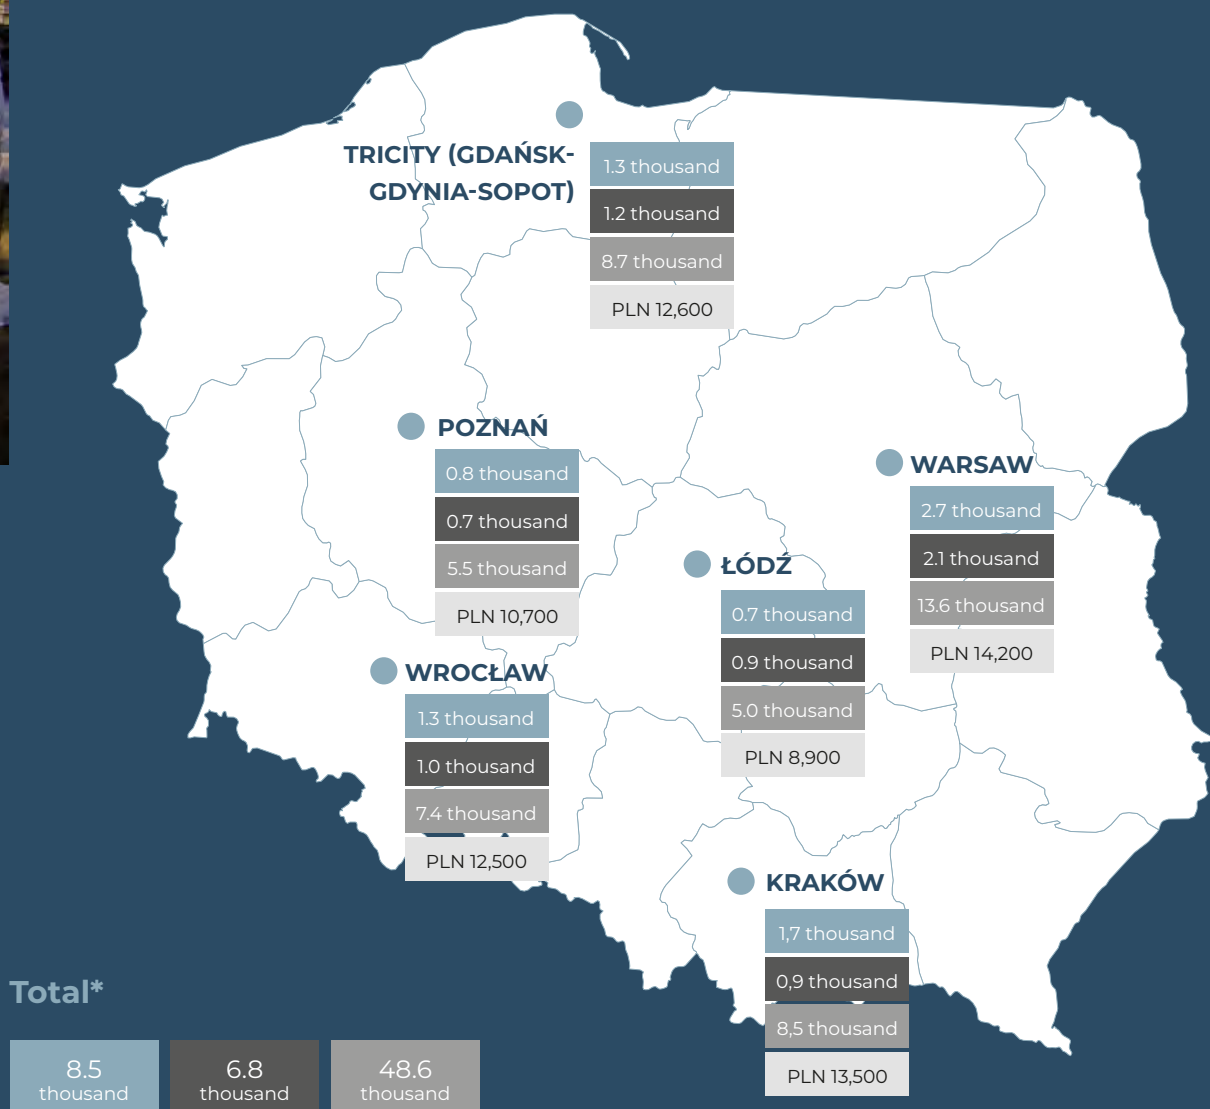 TRICITY (GDAŃSK-
GDYNIA-SOPOT)
1.3 thousand
1.2 thousand
8.7 thousand
PLN 12,600
POZNAŃ
0.8 thousand
0.7 thousand
5.5 thousand
PLN 10,700
WARSAW
2.7 thousand
2.1 thousand
13.6 thousand
PLN 14,200
ŁÓDŹ
0.7 thousand
0.9 thousand
5.0 thousand
PLN 8,900
WROCŁAW
1.3 thousand
1.0 thousand
7.4 thousand
PLN 12,500
KRAKÓW
1,7 thousand
0,9 thousand
8,5 thousand
PLN 13,500
Total*
8.5
thousand
6.8
thousand
48.6
thousand